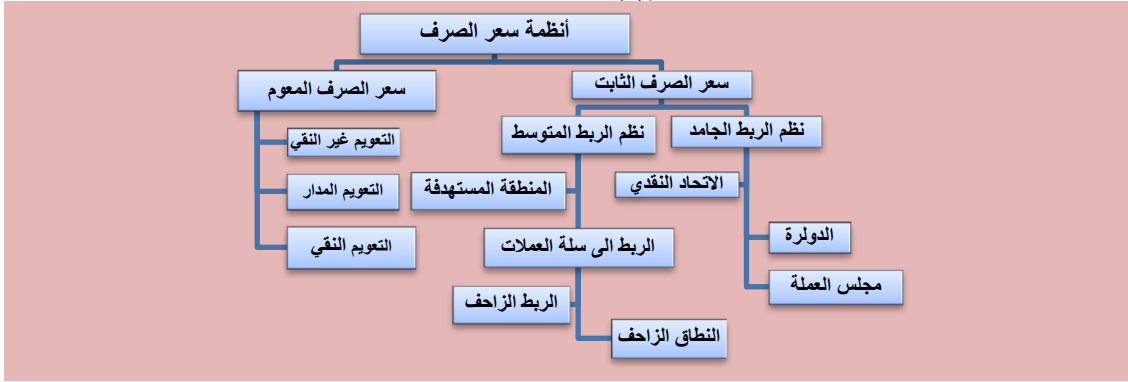 أنظمة سعر الصرف
سعر الصرف الثابت
سعر الصرف المعوم
نظم الربط الجامد
نظم الربط المتوسط
التعويم غير النقي
الاتحاد النقدي
المنطقة المستهدفة
التعويم المدار
الدولرة
الربط الى سلة العملات
التعويم النقي
مجلس العملة
الربط الزاحف
النطاق الزاحف